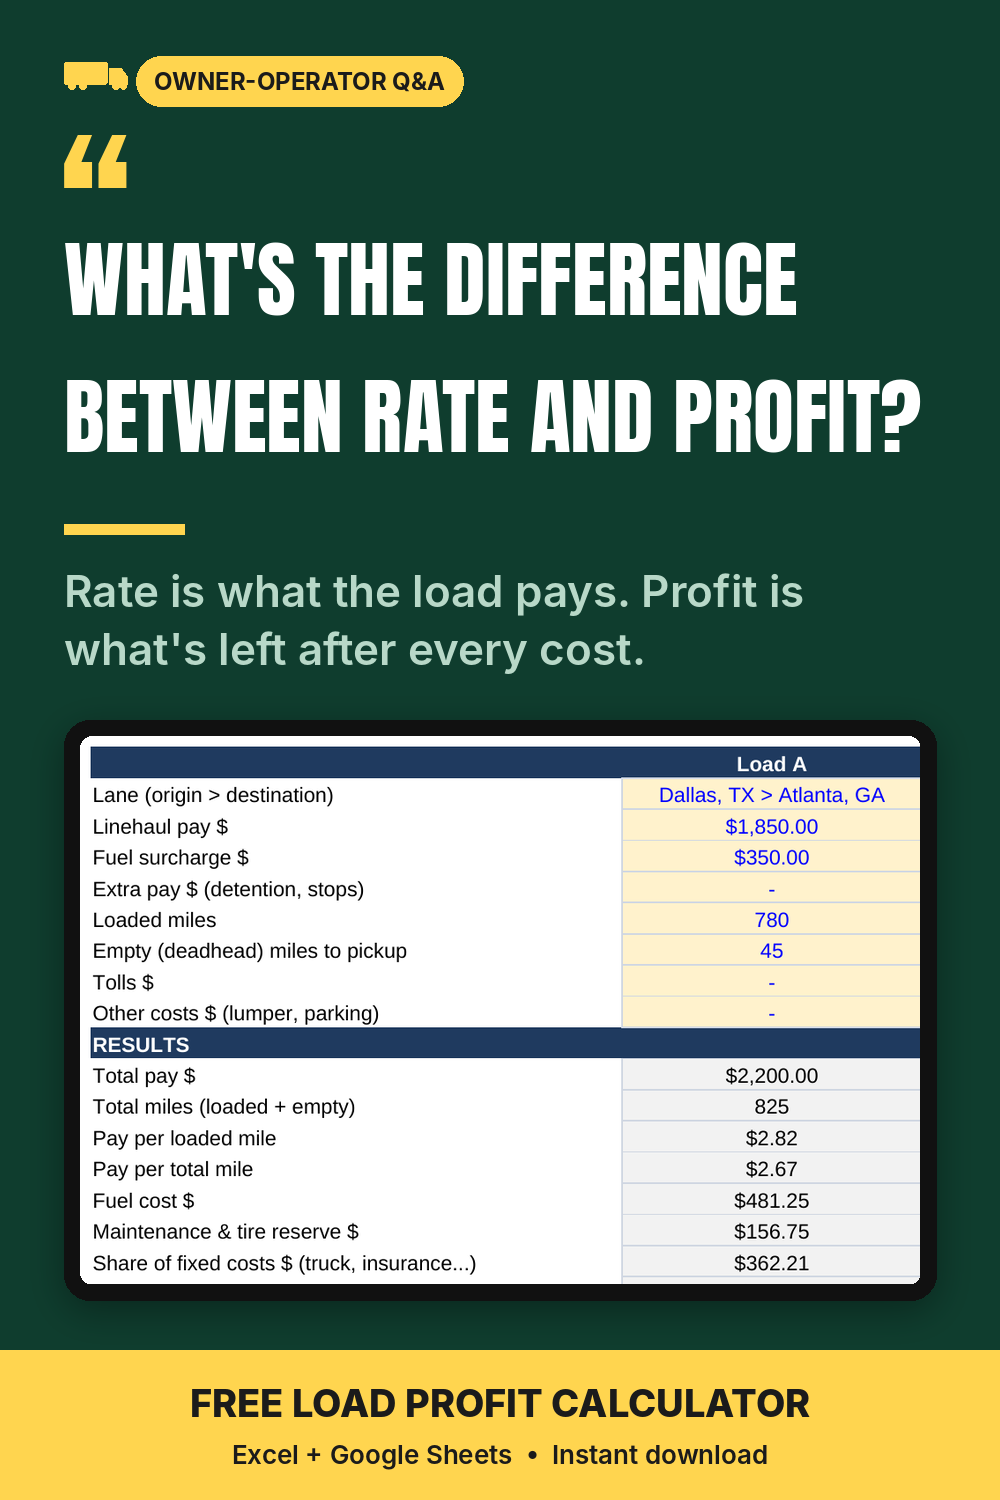 OWNER-OPERATOR Q&A
“
WHAT'S THE DIFFERENCE
BETWEEN RATE AND PROFIT?
Rate is what the load pays. Profit is
what's left after every cost.
Load A
Lane (origin > destination) Dallas, TX > Atlanta, GA
Linehaul pay $ $1,850.00
Fuel surcharge $ $350.00
Extra pay $ (detention, stops) -
Loaded miles 780
Empty (deadhead) miles to pickup 45
Tolls $ -
Other costs $ (lumper, parking) -
RESULTS
Total pay $ $2,200.00
Total miles (loaded + empty) 825
Pay per loaded mile $2.82
Pay per total mile $2.67
Fuel cost $ $481.25
Maintenance & tire reserve $ $156.75
Share of fixed costs $ (truck, insurance...) $362.21
FREE LOAD PROFIT CALCULATOR
Excel + Google Sheets • Instant download